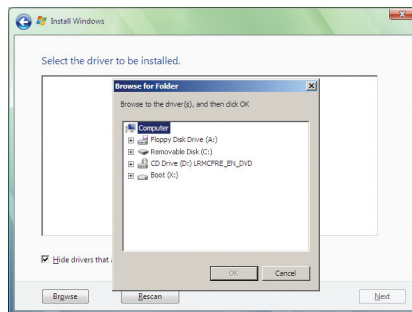 Install Windows
Select the driver to be installed.
Browse for Folder
Browse to the driver(s), and then click OK
Computer
Floppy Disk Drive (A:)
Removable Disk (C:)
CD Drive (D:) LRMCFRE_EN_DVD
Boot (X:)
Hide drivers that
OK
Cancel
Browse
Rescan
Next